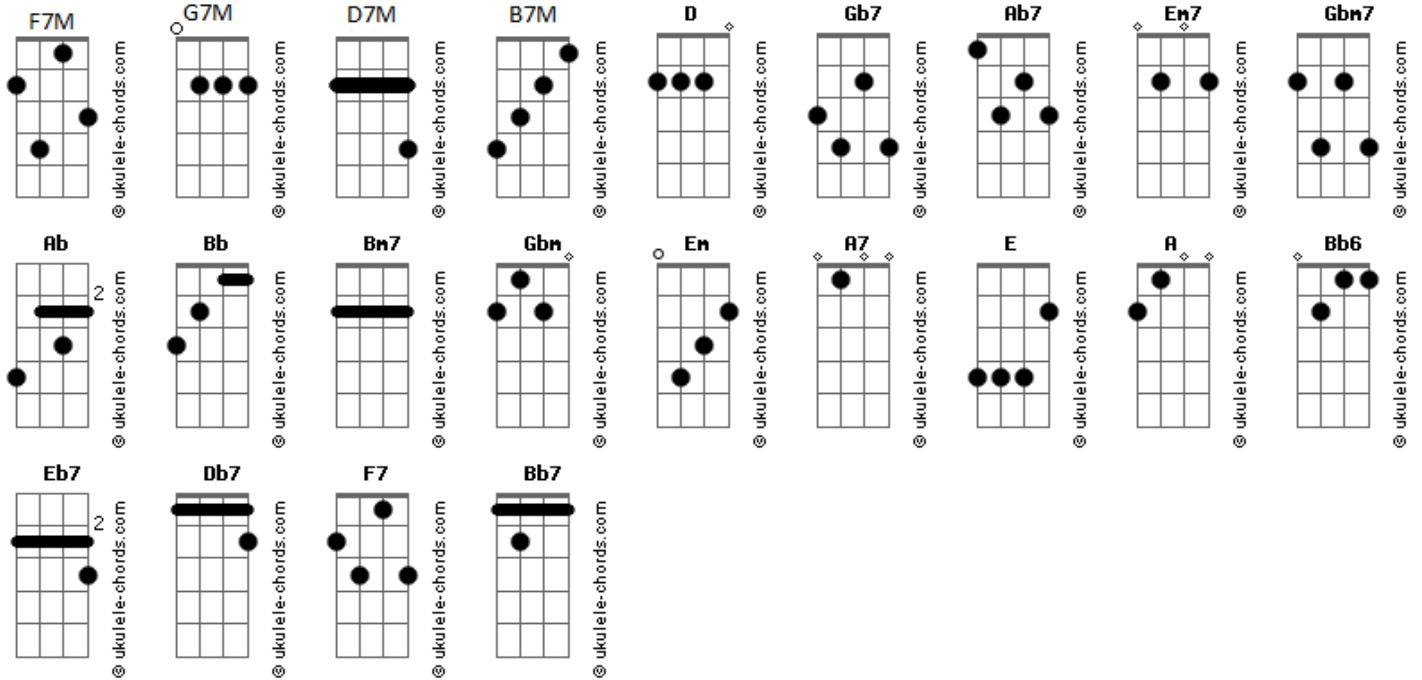 F7M G7M D7M B7M D Gb7 Ab7 Em7 Gbm7
© ukulele-chords.com © ukulele-chords.com © ukulele-chords.com © ukulele-chords.com © ukulele-chords.com © ukulele-chords.com © ukulele-chords.com © ukulele-chords.com © ukulele-chords.com
Ab Bb Bm7 Gbm Em A7 E A Bb6
2
© ukulele-chords.com © ukulele-chords.com © ukulele-chords.com © ukulele-chords.com © ukulele-chords.com © ukulele-chords.com © ukulele-chords.com © ukulele-chords.com © ukulele-chords.com
Eb7 Db7 F7 Bb7
2
© ukulele-chords.com © ukulele-chords.com © ukulele-chords.com © ukulele-chords.com